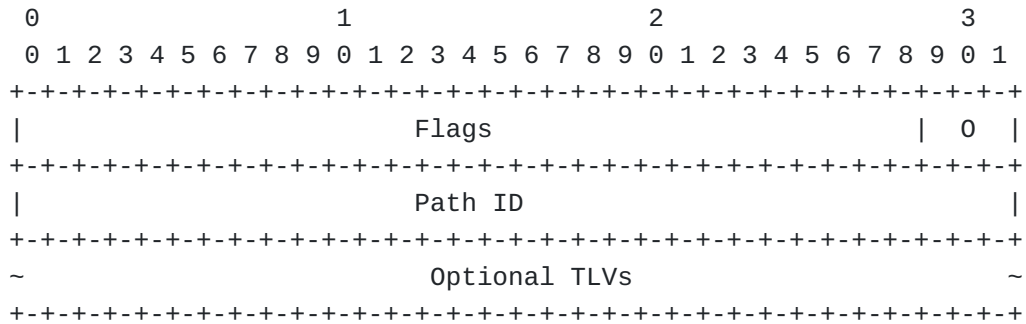 0                   1                   2                   3
 0 1 2 3 4 5 6 7 8 9 0 1 2 3 4 5 6 7 8 9 0 1 2 3 4 5 6 7 8 9 0 1
+-+-+-+-+-+-+-+-+-+-+-+-+-+-+-+-+-+-+-+-+-+-+-+-+-+-+-+-+-+-+-+-+
|                         Flags                           |  O  |
+-+-+-+-+-+-+-+-+-+-+-+-+-+-+-+-+-+-+-+-+-+-+-+-+-+-+-+-+-+-+-+-+
|                         Path ID                               |
+-+-+-+-+-+-+-+-+-+-+-+-+-+-+-+-+-+-+-+-+-+-+-+-+-+-+-+-+-+-+-+-+
~                          Optional TLVs                        ~
+-+-+-+-+-+-+-+-+-+-+-+-+-+-+-+-+-+-+-+-+-+-+-+-+-+-+-+-+-+-+-+-+